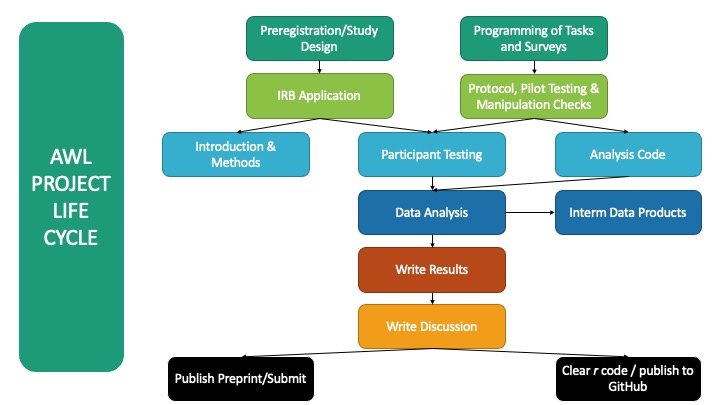 AWL
PROJECT
LIFE
CYCLE
Preregistration/Study
Design
Programming of Tasks
and Surveys
IRB Application
Protocol, Pilot Testing &
Manipulation Checks
Introduction &
Methods
Participant Testing
Analysis Code
Data Analysis
Interm Data Products
Write Results
Write Discussion
Publish Preprint/Submit
Clear r code / publish to
GitHub